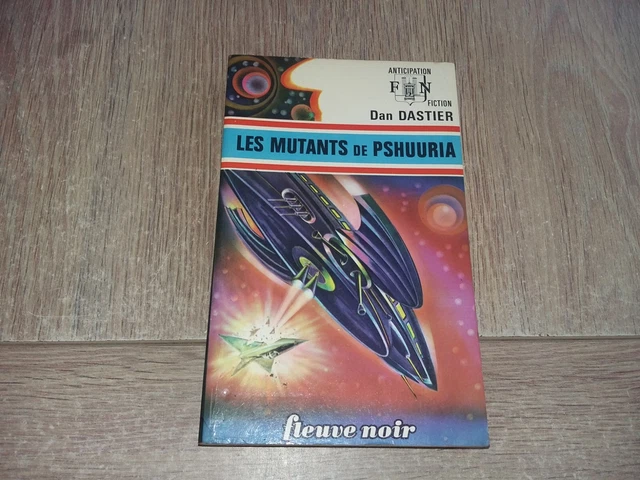 ANTICIPATION
F N
FICTION
Dan DASTIER
LES MUTANTS DE PSHUURIA
fleuve noir